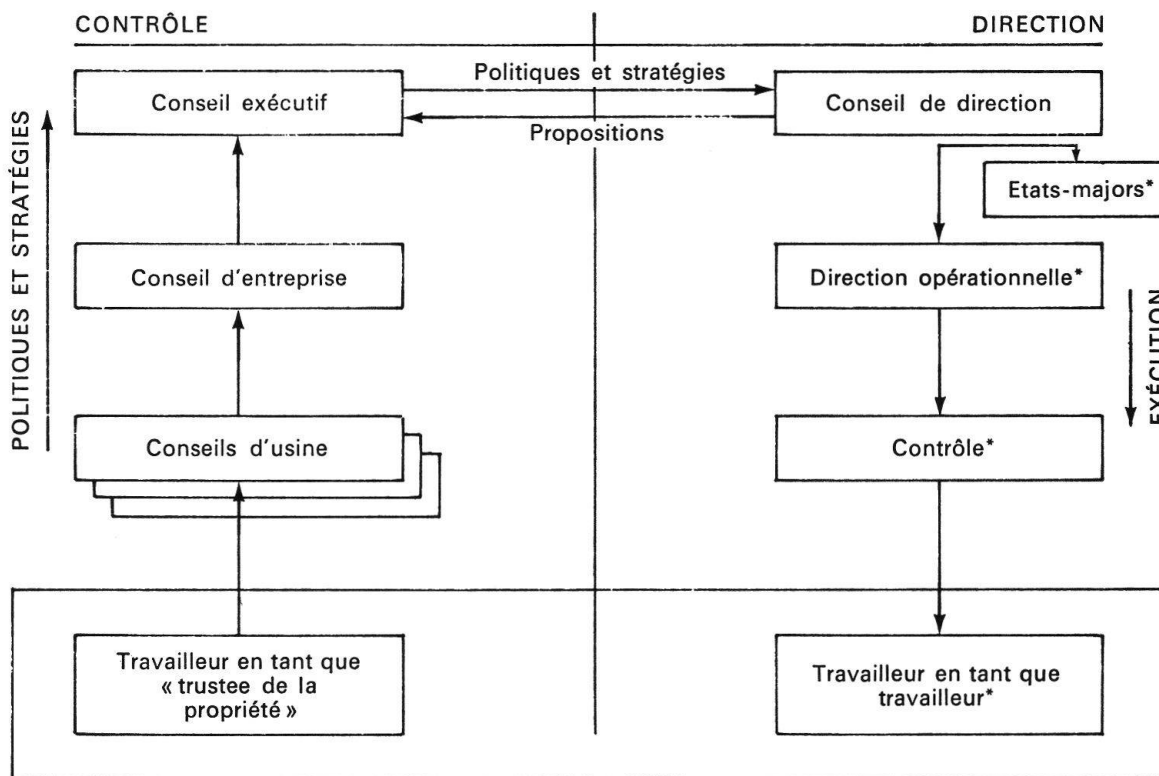 CONTRÔLE
DIRECTION
Conseil exécutif
Politiques et stratégies
Propositions
Conseil de direction
Etats-majors*
POLITIQUES ET STRATÉGIES
Conseil d'entreprise
Direction opérationnelle*
EXÉCUTION
Conseils d'usine
Contrôle*
Travailleur en tant que
« trustee de la
propriété »
Travailleur en tant que
travailleur*